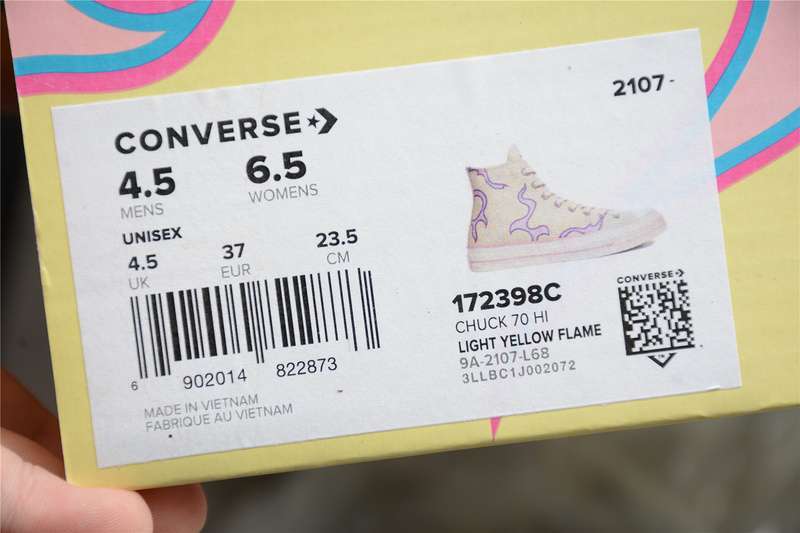 2107-
CONVERSE
4.5 6.5
MENS WOMENS
UNISEX
4.5 37 23.5
UK EUR CM
6 902014 822873
MADE IN VIETNAM
FABRIQUE AU VIETNAM
172398C
CHUCK 70 HI
LIGHT YELLOW FLAME
9A-2107-L68
3LLBC1J002072
CONVERSE